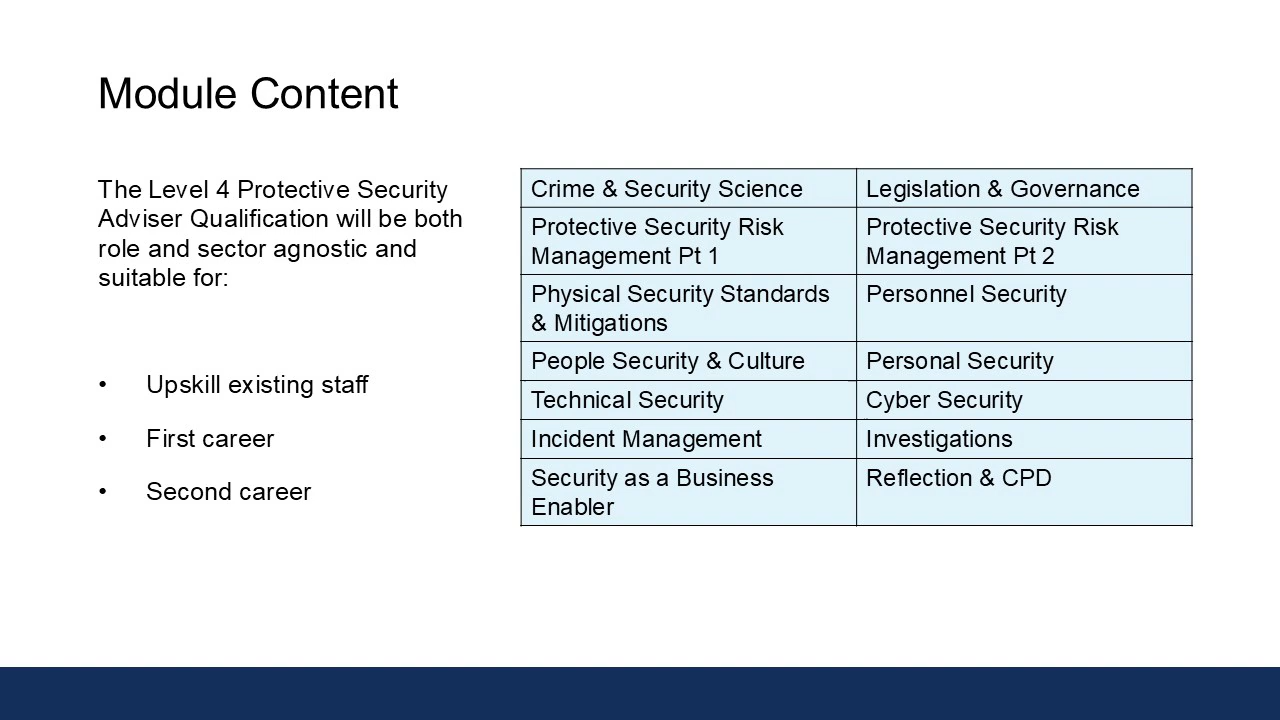 Module Content
The Level 4 Protective Security
Adviser Qualification will be both
role and sector agnostic and
suitable for:
• Upskill existing staff
• First career
• Second career
Crime & Security Science
Legislation & Governance
Protective Security Risk
Management Pt 1
Protective Security Risk
Management Pt 2
Physical Security Standards
& Mitigations
Personnel Security
People Security & Culture
Personal Security
Technical Security
Cyber Security
Incident Management
Investigations
Security as a Business
Enabler
Reflection & CPD